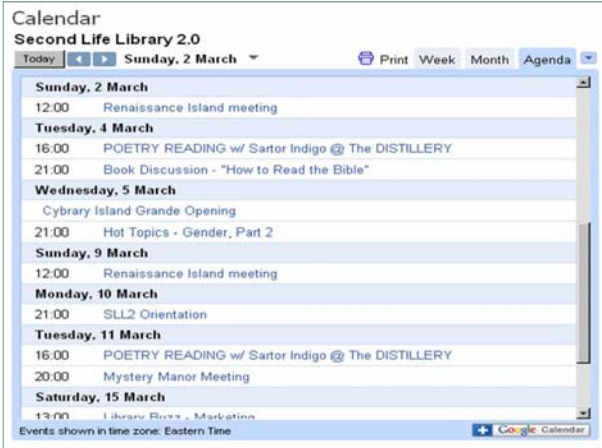 Calendar
Second Life Library 2.0
Today Sunday, 2 March Print Week Month Agenda
Sunday, 2 March
12:00 Renaissance Island meeting
Tuesday, 4 March
16:00 POETRY READING w/ Sartor Indigo @ The DISTILLERY
21:00 Book Discussion - "How to Read the Bible"
Wednesday, 5 March
Cybrary Island Grande Opening
21:00 Hot Topics - Gender, Part 2
Sunday, 9 March
12:00 Renaissance Island meeting
Monday, 10 March
21:00 SLL2 Orientation
Tuesday, 11 March
16:00 POETRY READING w/ Sartor Indigo @ The DISTILLERY
20:00 Mystery Manor Meeting
Saturday, 15 March
13:00 Library Buzz - Marketing
Events shown in time zone: Eastern Time Google Calendar